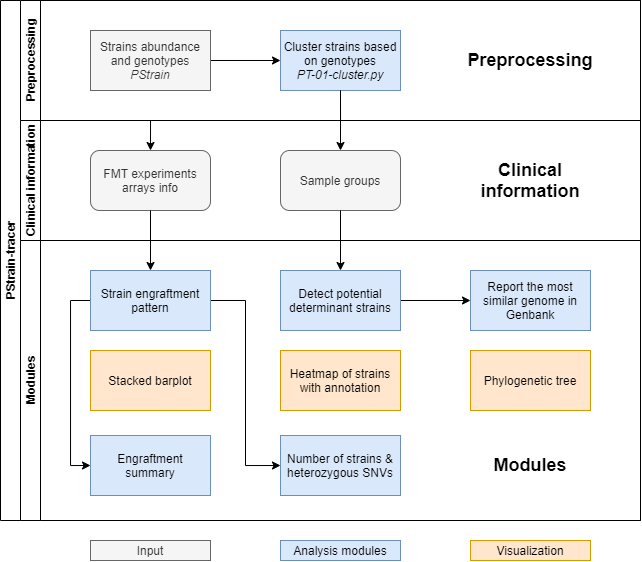 PStrain-tracer
Preprocessing
Strains abundance
and genotypes
PStrain
Cluster strains based
on genotypes
PT-01-cluster.py
Preprocessing
Clinical information
FMT experiments
arrays info
Sample groups
Clinical
information
Modules
Strain engraftment
pattern
Detect potential
determinant strains
Report the most
similar genome in
Genbank
Stacked barplot
Heatmap of strains
with annotation
Phylogenetic tree
Engraftment
summary
Number of strains &
heterozygous SNVs
Modules
Input
Analysis modules
Visualization